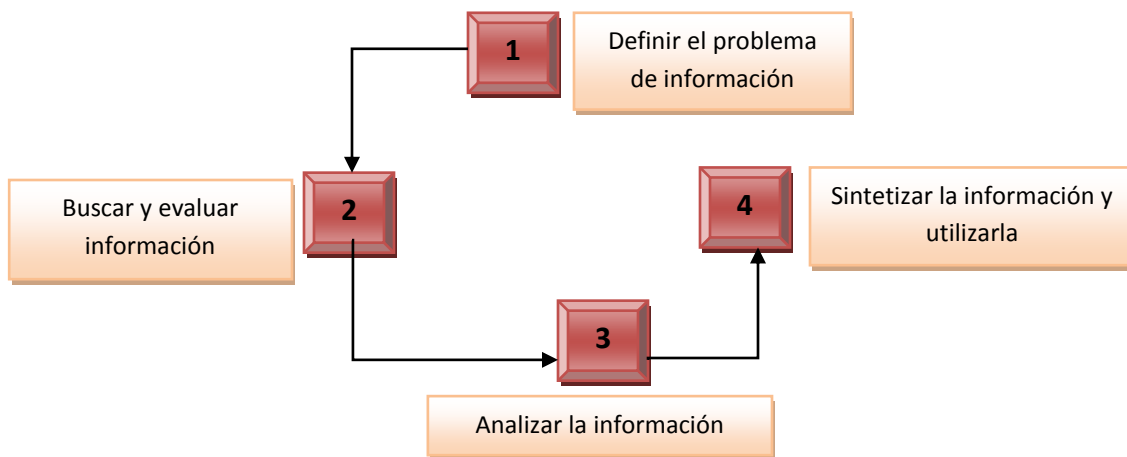 1
Definir el problema
de información
2
Buscar y evaluar
información
3
Analizar la información
4
Sintetizar la información y
utilizarla